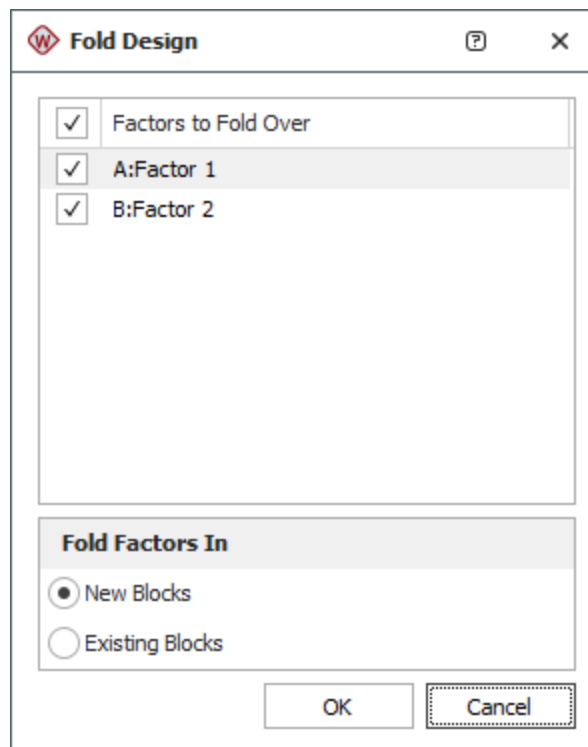 Fold Design
Factors to Fold Over
A:Factor 1
B:Factor 2
Fold Factors In
New Blocks
Existing Blocks
OK Cancel